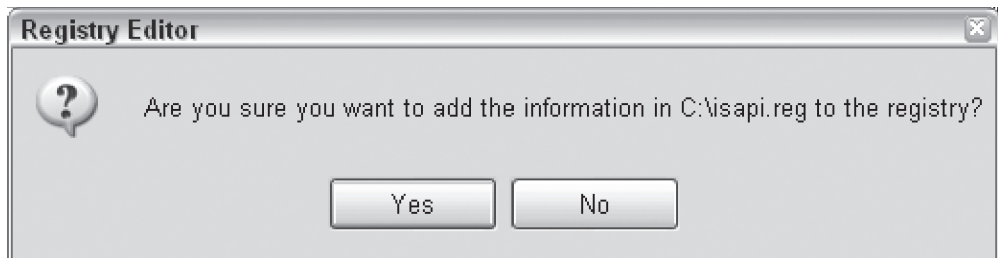 Registry Editor
?
Are you sure you want to add the information in C:\isapi.reg to the registry?
Yes
No